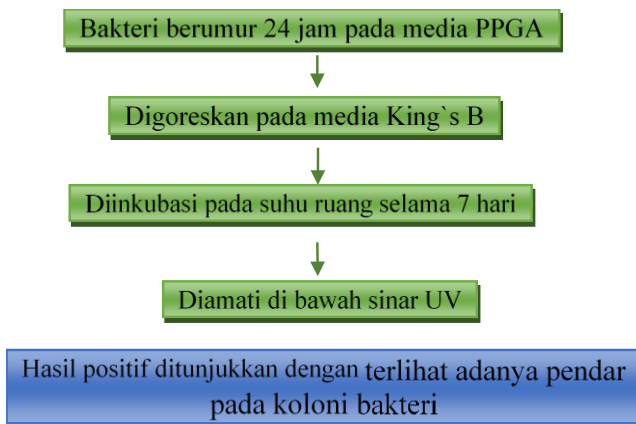 Bakteri berumur 24 jam pada media PPGA
Digoreskan pada media King`s B
Diinkubasi pada suhu ruang selama 7 hari
Diamati di bawah sinar UV
Hasil positif ditunjukkan dengan terlihat adanya pendar
pada koloni bakteri